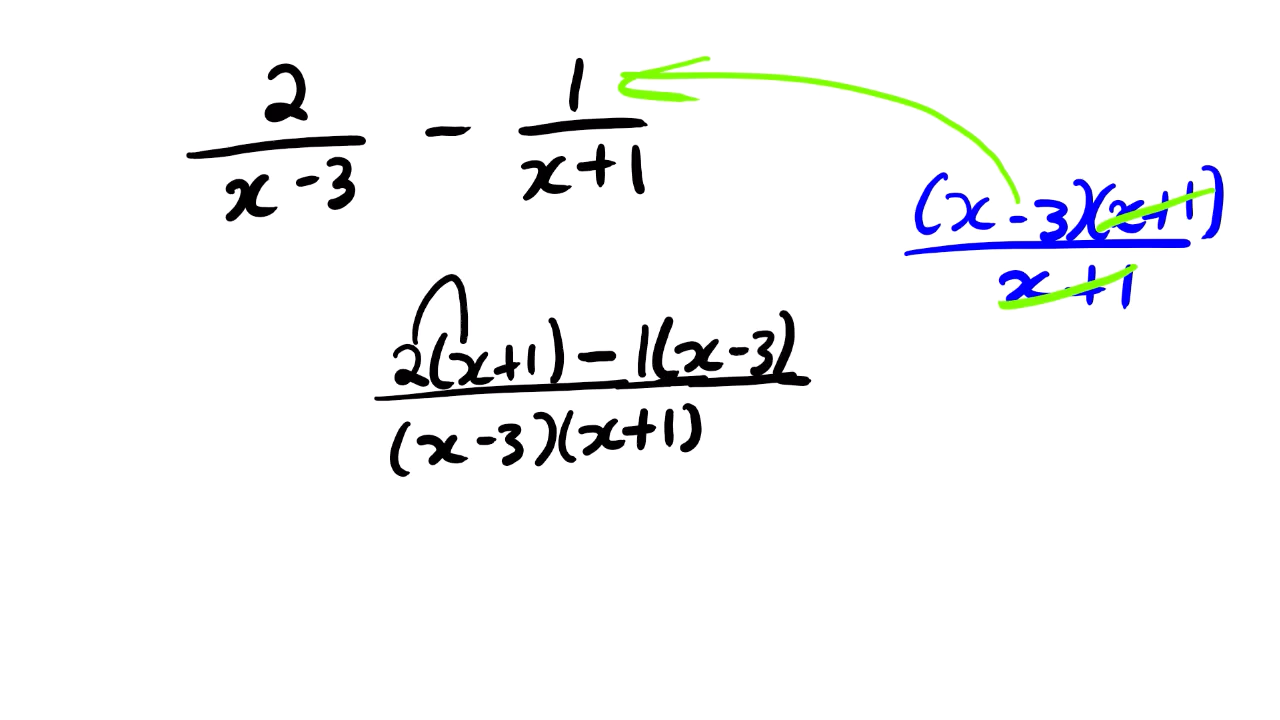 2/(x-3) - 1/(x+1)
(x-3)(x+1)/(x+1)
2(x+1) - 1(x-3)
(x-3)(x+1)